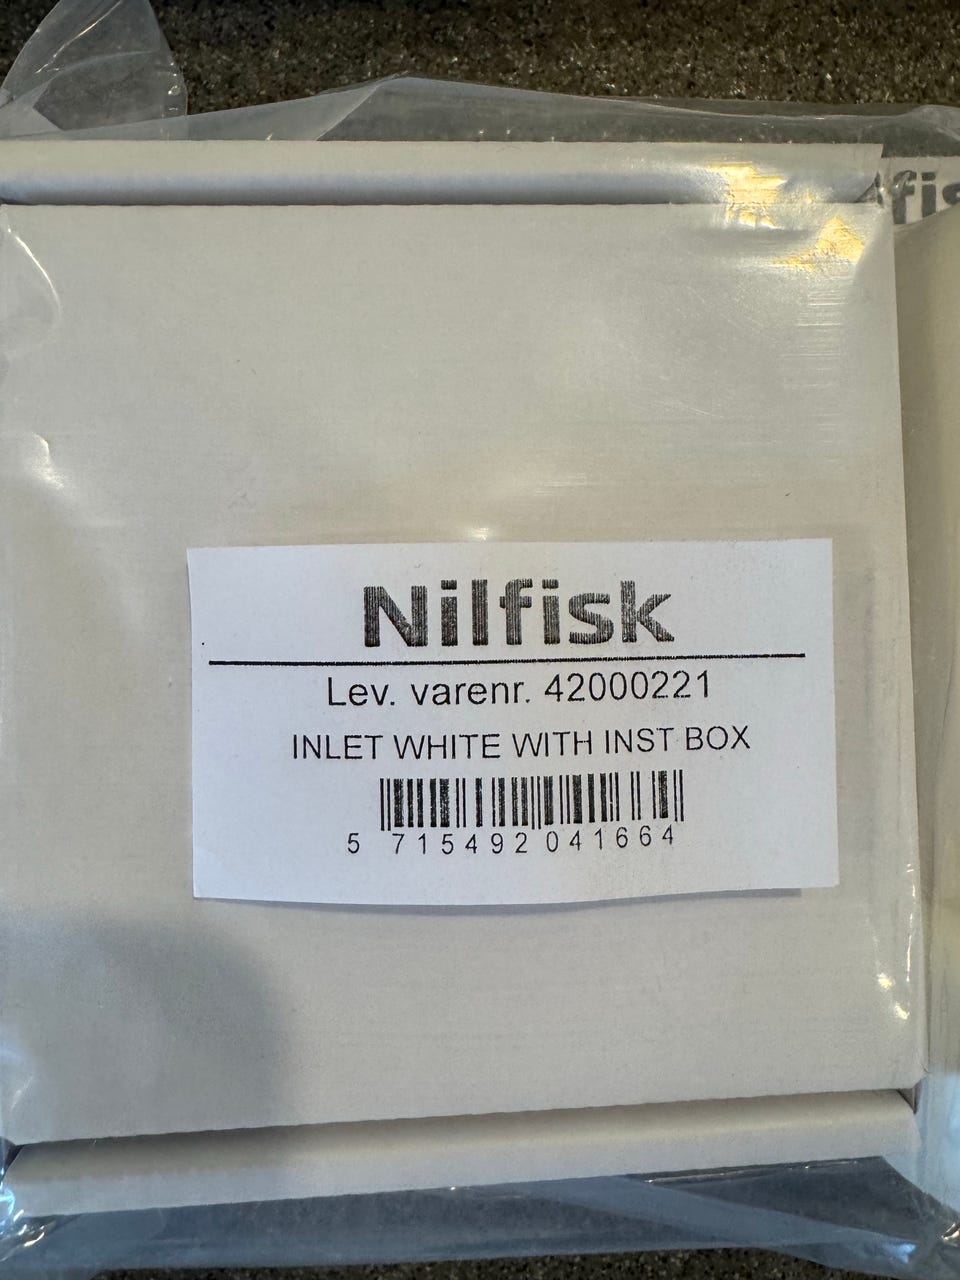 Nilfisk
Lev. varenr. 42000221
INLET WHITE WITH INST BOX
5 715492 041664